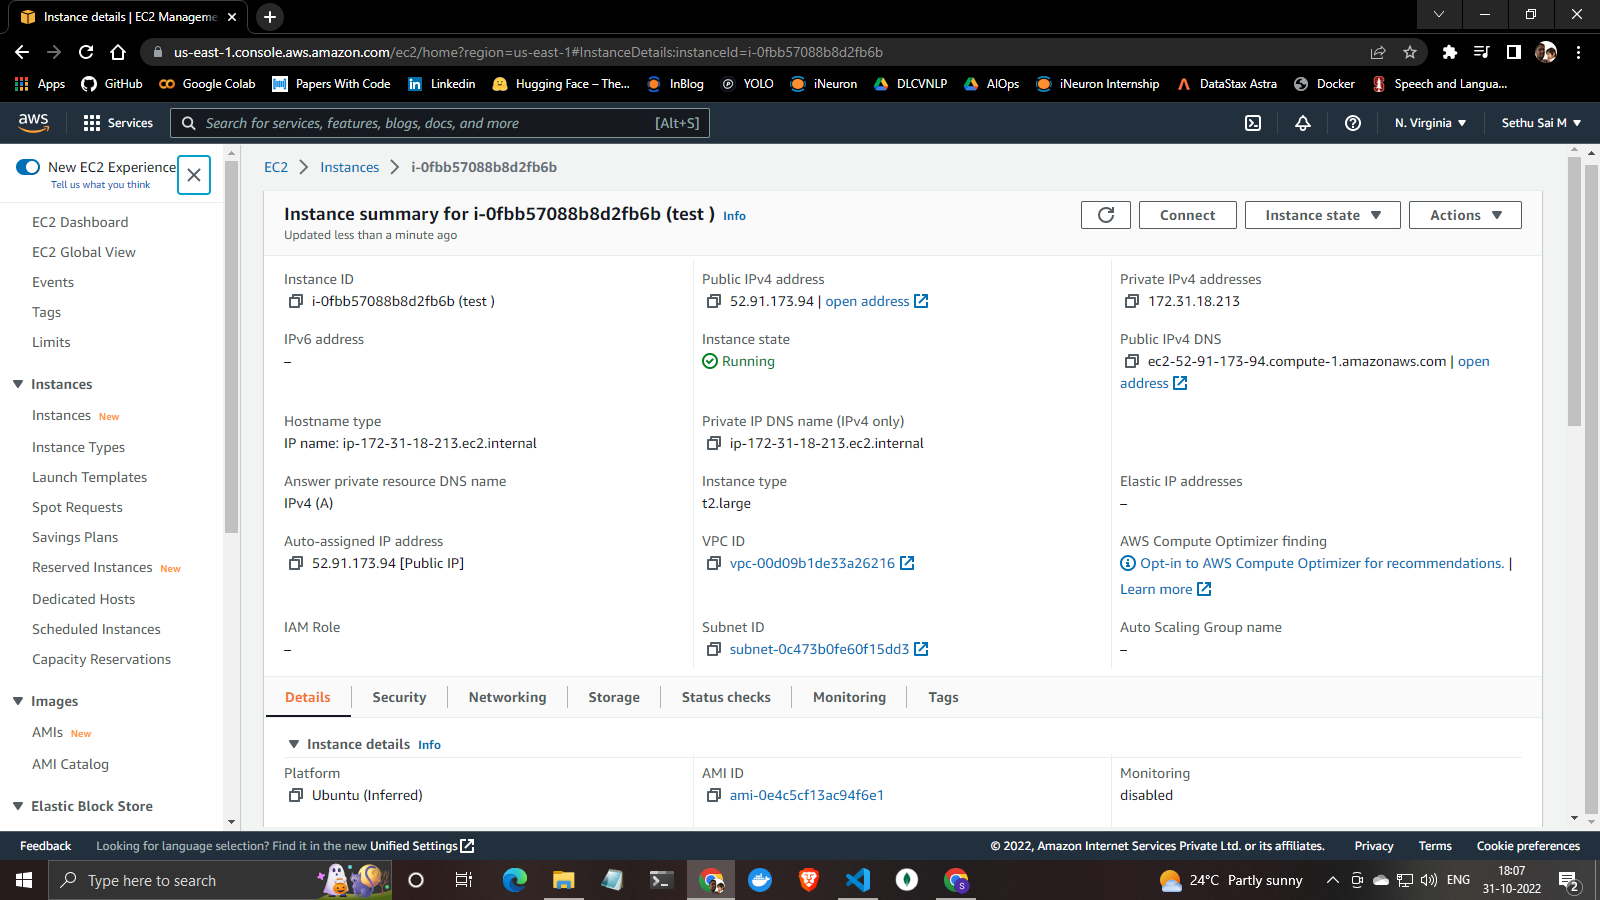 Instance details | EC2 Manageme
us-east-1.console.aws.amazon.com/ec2/home?region=us-east-1#InstanceDetails:instanceId=i-0fbb57088b8d2fb6b
Apps GitHub Google Colab Papers With Code Linkedin Hugging Face – The... InBlog YOLO iNeuron DLCVNLP AIOps iNeuron Internship DataStax Astra Docker Speech and Langua...
aws Services Search for services, features, blogs, docs, and more [Alt+S] N. Virginia Sethu Sai M
New EC2 Experience
Tell us what you think
EC2 Dashboard
EC2 Global View
Events
Tags
Limits
Instances
Instances New
Instance Types
Launch Templates
Spot Requests
Savings Plans
Reserved Instances New
Dedicated Hosts
Scheduled Instances
Capacity Reservations
Images
AMIs New
AMI Catalog
Elastic Block Store
EC2 Instances i-0fbb57088b8d2fb6b
Instance summary for i-0fbb57088b8d2fb6b (test ) Info
Updated less than a minute ago
Connect Instance state Actions
Instance ID
i-0fbb57088b8d2fb6b (test )
Public IPv4 address
52.91.173.94 | open address
Private IPv4 addresses
172.31.18.213
IPv6 address
–
Instance state
Running
Public IPv4 DNS
ec2-52-91-173-94.compute-1.amazonaws.com | open
address
Hostname type
IP name: ip-172-31-18-213.ec2.internal
Private IP DNS name (IPv4 only)
ip-172-31-18-213.ec2.internal
Answer private resource DNS name
IPv4 (A)
Instance type
t2.large
Elastic IP addresses
–
Auto-assigned IP address
52.91.173.94 [Public IP]
VPC ID
vpc-00d09b1de33a26216
AWS Compute Optimizer finding
Opt-in to AWS Compute Optimizer for recommendations. |
Learn more
IAM Role
–
Subnet ID
subnet-0c473b0fe60f15dd3
Auto Scaling Group name
–
Details Security Networking Storage Status checks Monitoring Tags
Instance details Info
Platform
Ubuntu (Inferred)
AMI ID
ami-0e4c5cf13ac94f6e1
Monitoring
disabled
Feedback Looking for language selection? Find it in the new Unified Settings © 2022, Amazon Internet Services Private Ltd. or its affiliates. Privacy Terms Cookie preferences
Type here to search
24°C Partly sunny
ENG
18:07
31-10-2022
2